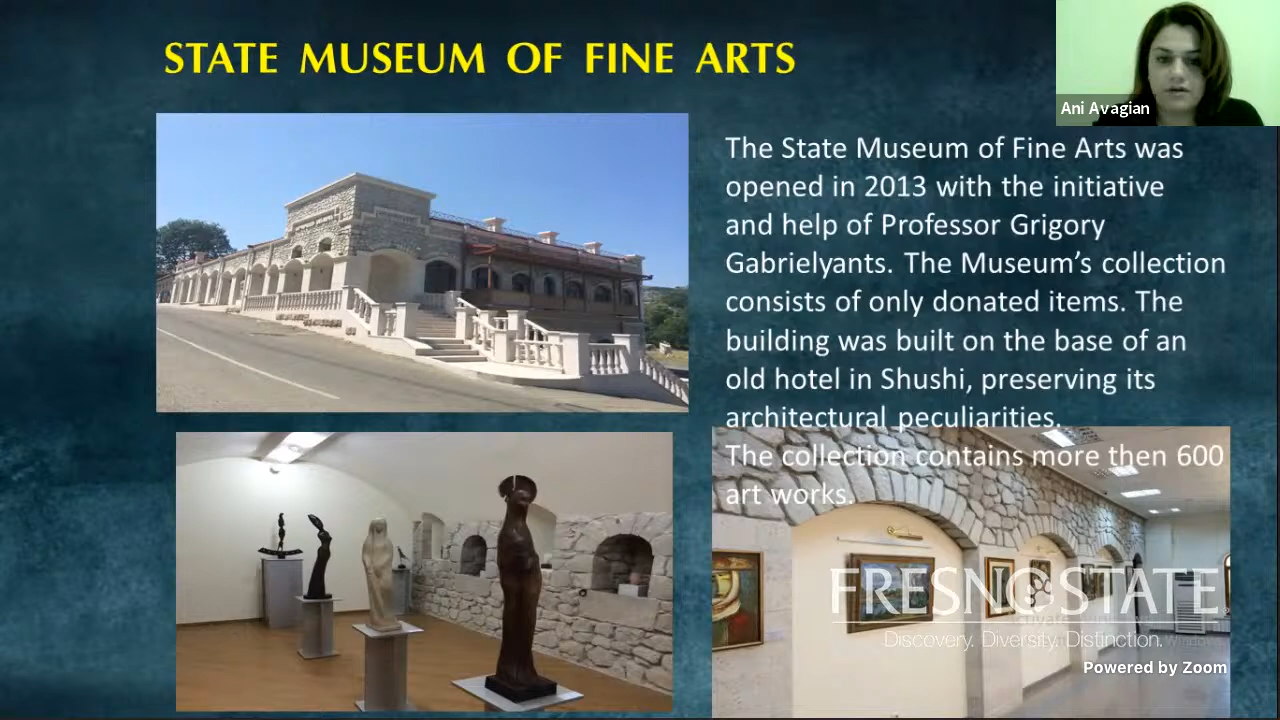 STATE MUSEUM OF FINE ARTS
Ani Avagian
The State Museum of Fine Arts was
opened in 2013 with the initiative
and help of Professor Grigory
Gabrielyants. The Museum's collection
consists of only donated items. The
building was built on the base of an
old hotel in Shushi, preserving its
architectural peculiarities.
The collection contains more then 600
art works.
FRESNO STATE
Discovery. Diversity. Distinction.
Powered by Zoom